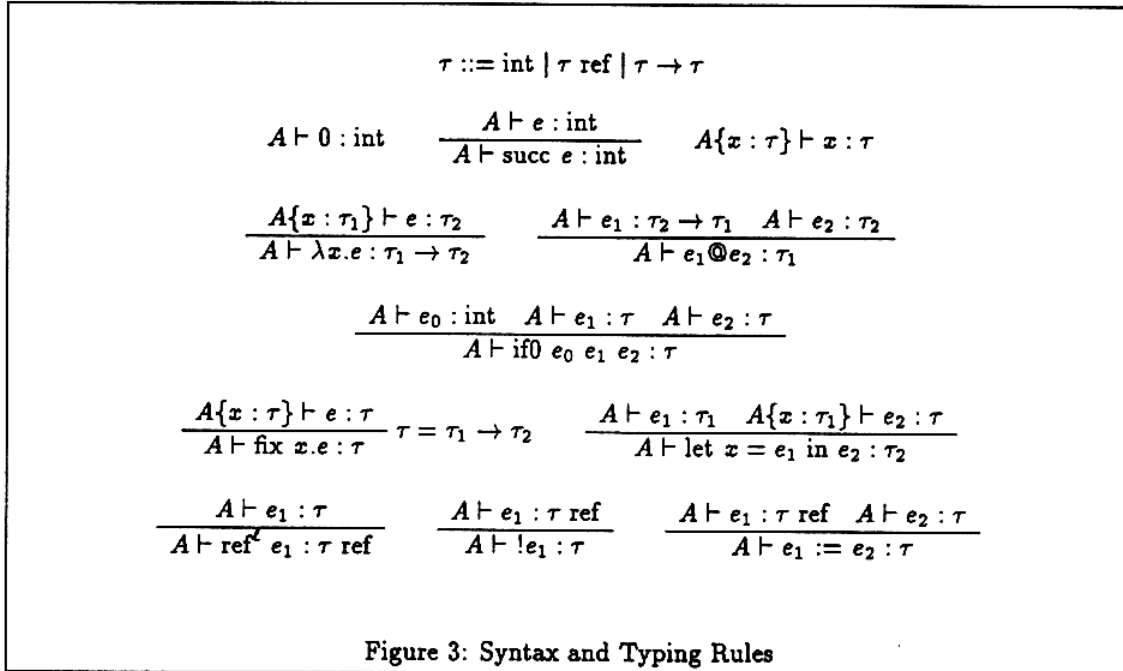 τ ::= int | τ ref | τ → τ
A ⊢ 0 : int
A ⊢ e : int
A ⊢ succ e : int
A{x : τ} ⊢ x : τ
A{x : τ₁} ⊢ e : τ₂
A ⊢ λx.e : τ₁ → τ₂
A ⊢ e₁ : τ₂ → τ₁ A ⊢ e₂ : τ₂
A ⊢ e₁@e₂ : τ₁
A ⊢ e₀ : int A ⊢ e₁ : τ A ⊢ e₂ : τ
A ⊢ if0 e₀ e₁ e₂ : τ
A{x : τ} ⊢ e : τ
A ⊢ fix x.e : τ
τ = τ₁ → τ₂
A ⊢ e₁ : τ₁ A{x : τ₁} ⊢ e₂ : τ
A ⊢ let x = e₁ in e₂ : τ₂
A ⊢ e₁ : τ
A ⊢ refˡ e₁ : τ ref
A ⊢ e₁ : τ ref
A ⊢ !e₁ : τ
A ⊢ e₁ : τ ref A ⊢ e₂ : τ
A ⊢ e₁ := e₂ : τ
Figure 3: Syntax and Typing Rules